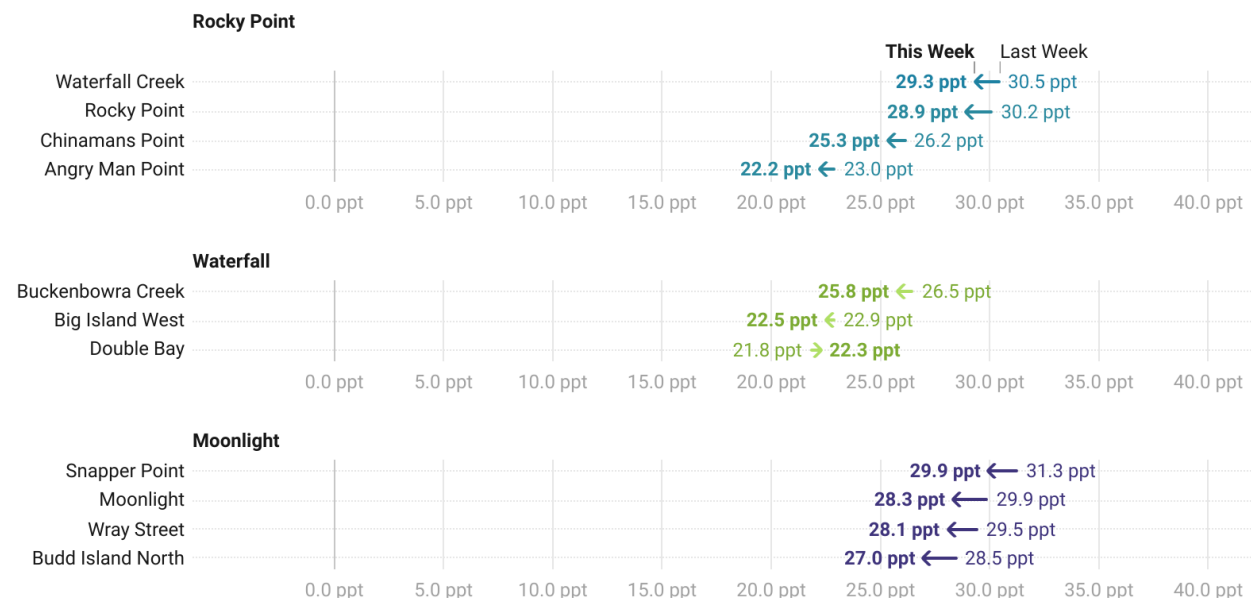 Rocky Point
This Week Last Week
Waterfall Creek 29.3 ppt 30.5 ppt
Rocky Point 28.9 ppt 30.2 ppt
Chinamans Point 25.3 ppt 26.2 ppt
Angry Man Point 22.2 ppt 23.0 ppt
0.0 ppt 5.0 ppt 10.0 ppt 15.0 ppt 20.0 ppt 25.0 ppt 30.0 ppt 35.0 ppt 40.0 ppt
Waterfall
Buckenbowra Creek 25.8 ppt 26.5 ppt
Big Island West 22.5 ppt 22.9 ppt
Double Bay 21.8 ppt 22.3 ppt
0.0 ppt 5.0 ppt 10.0 ppt 15.0 ppt 20.0 ppt 25.0 ppt 30.0 ppt 35.0 ppt 40.0 ppt
Moonlight
Snapper Point 29.9 ppt 31.3 ppt
Moonlight 28.3 ppt 29.9 ppt
Wray Street 28.1 ppt 29.5 ppt
Budd Island North 27.0 ppt 28.5 ppt
0.0 ppt 5.0 ppt 10.0 ppt 15.0 ppt 20.0 ppt 25.0 ppt 30.0 ppt 35.0 ppt 40.0 ppt